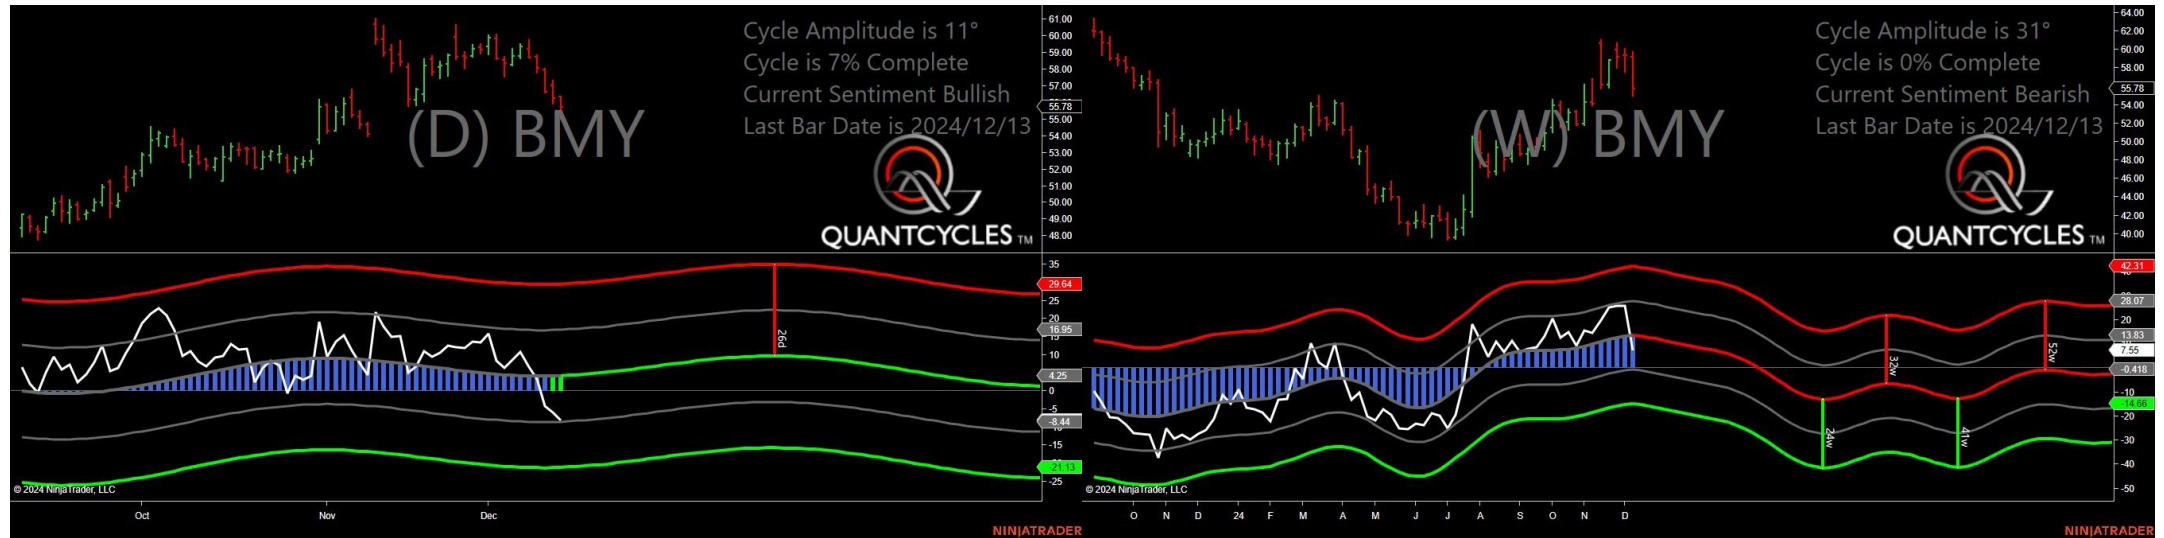 Cycle Amplitude is 11°
Cycle is 7% Complete
Current Sentiment Bullish
Last Bar Date is 2024/12/13
(D) BMY
QUANTCYCLES TM
61.00
60.00
59.00
58.00
57.00
55.78
55.00
54.00
53.00
52.00
51.00
50.00
49.00
48.00
35
29.64
25
20
16.95
10
4.25
0
-5
-8.44
-15
-21.13
-25
26d
© 2024 NinjaTrader, LLC
Oct Nov Dec
NINJATRADER
Cycle Amplitude is 31°
Cycle is 0% Complete
Current Sentiment Bearish
Last Bar Date is 2024/12/13
(W) BMY
QUANTCYCLES TM
64.00
62.00
60.00
58.00
55.78
54.00
52.00
50.00
48.00
46.00
44.00
42.00
40.00
42.31
28.07
20
13.83
7.55
-0.418
-10
-14.66
-20
-30
-40
-50
24w
32w
41w
52w
© 2024 NinjaTrader, LLC
O N D 24 F M A M J J A S O N D
NINJATRADER